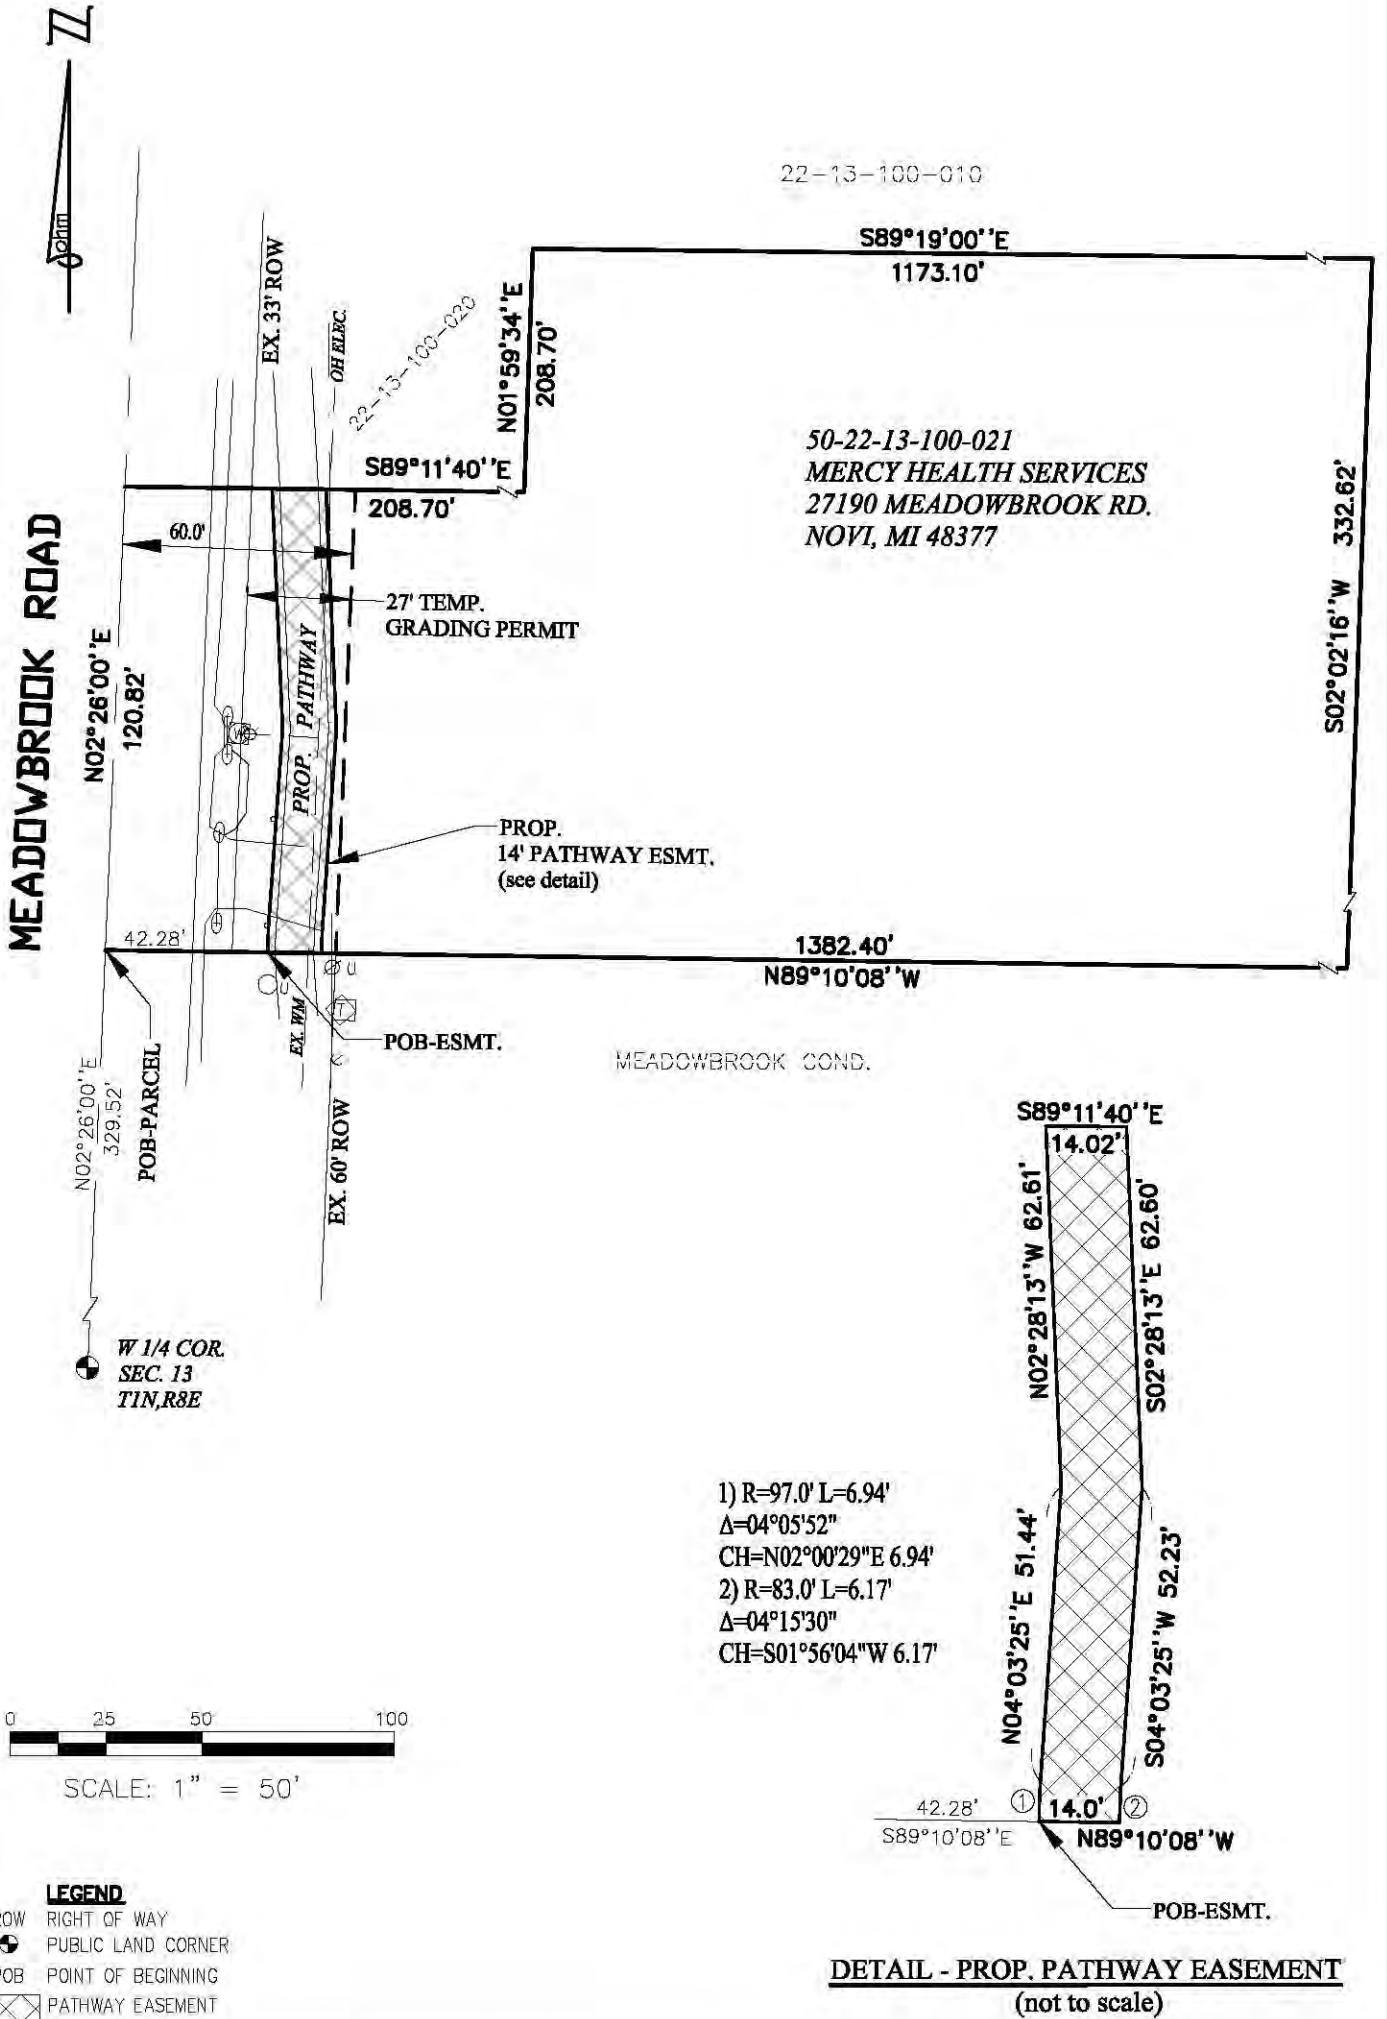 Z
ohm
22-13-100-010
S89°19'00''E
1173.10'
EX. 33' ROW
OH ELEC.
22-13-100-020
N01°59'34''E
208.70'
S89°11'40''E
208.70'
50-22-13-100-021
MERCY HEALTH SERVICES
27190 MEADOWBROOK RD.
NOVI, MI 48377
S02°02'16''W 332.62'
MEADOWBROOK ROAD
60.0'
27' TEMP.
GRADING PERMIT
N02°26'00''E
120.82'
PROP. PATHWAY
W
PROP.
14' PATHWAY ESMT.
(see detail)
42.28'
1382.40'
N89°10'08''W
U
T
EX. WM
POB-ESMT.
MEADOWBROOK COND.
N02°26'00''E
329.52'
POB-PARCEL
EX. 60' ROW
W 1/4 COR.
SEC. 13
T1N,R8E
S89°11'40''E
14.02'
N02°28'13''W 62.61'
S02°28'13''E 62.60'
1) R=97.0' L=6.94'
Δ=04°05'52"
CH=N02°00'29"E 6.94'
2) R=83.0' L=6.17'
Δ=04°15'30"
CH=S01°56'04"W 6.17'
N04°03'25''E 51.44'
S04°03'25''W 52.23'
42.28'
S89°10'08''E
1
14.0'
2
N89°10'08''W
POB-ESMT.
0 25 50 100
SCALE: 1" = 50'
LEGEND
ROW RIGHT OF WAY
PUBLIC LAND CORNER
POB POINT OF BEGINNING
PATHWAY EASEMENT
DETAIL - PROP. PATHWAY EASEMENT
(not to scale)